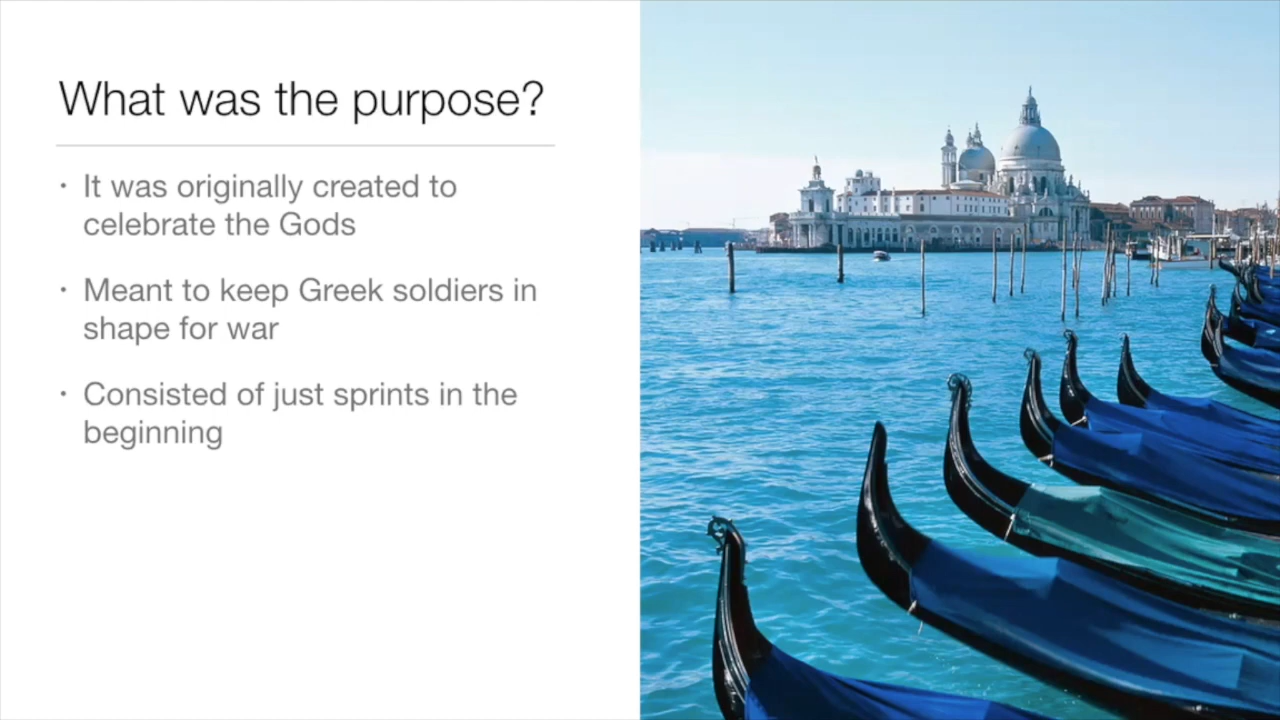 What was the purpose?
• It was originally created to
celebrate the Gods
• Meant to keep Greek soldiers in
shape for war
• Consisted of just sprints in the
beginning